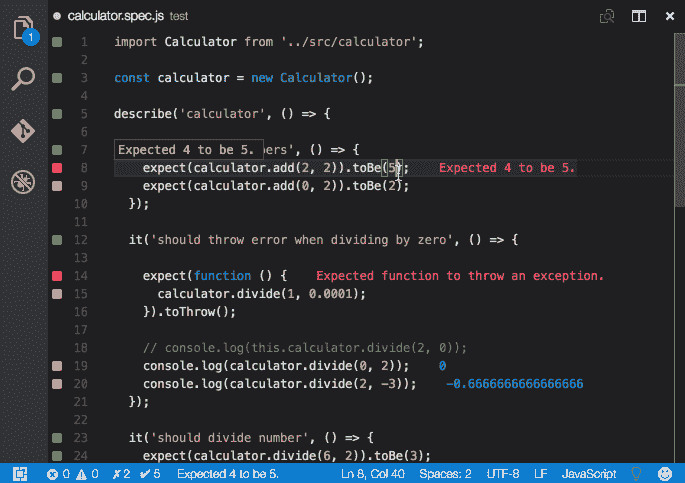 calculator.spec.js test
1
1 import Calculator from '../src/calculator';
2
3 const calculator = new Calculator();
4
5 describe('calculator', () => {
6
Expected 4 to be 5.
7 bers', () => {
8 expect(calculator.add(2, 2)).toBe(5); Expected 4 to be 5.
9 expect(calculator.add(0, 2)).toBe(2);
10 });
11
12 it('should throw error when dividing by zero', () => {
13
14 expect(function () { Expected function to throw an exception.
15 calculator.divide(1, 0.0001);
16 }).toThrow();
17
18 // console.log(this.calculator.divide(2, 0));
19 console.log(calculator.divide(0, 2)); 0
20 console.log(calculator.divide(2, -3)); -0.6666666666666666
21 });
22
23 it('should divide number', () => {
24 expect(calculator.divide(6, 2)).toBe(3);
0 0 ✗ 2 ✔ 5 Expected 4 to be 5. Ln 8, Col 40 Spaces: 2 UTF-8 LF JavaScript